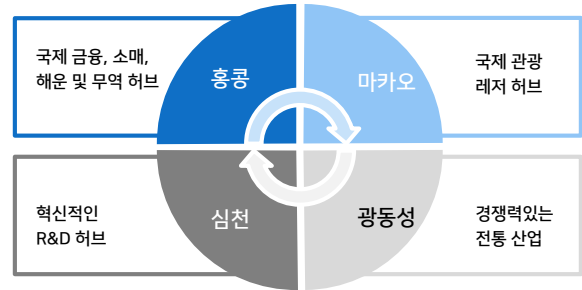 국제 금융, 소매,
해운 및 무역 허브
홍콩
마카오
국제 관광
레저 허브
혁신적인
R&D 허브
심천
광동성
경쟁력있는
전통 산업